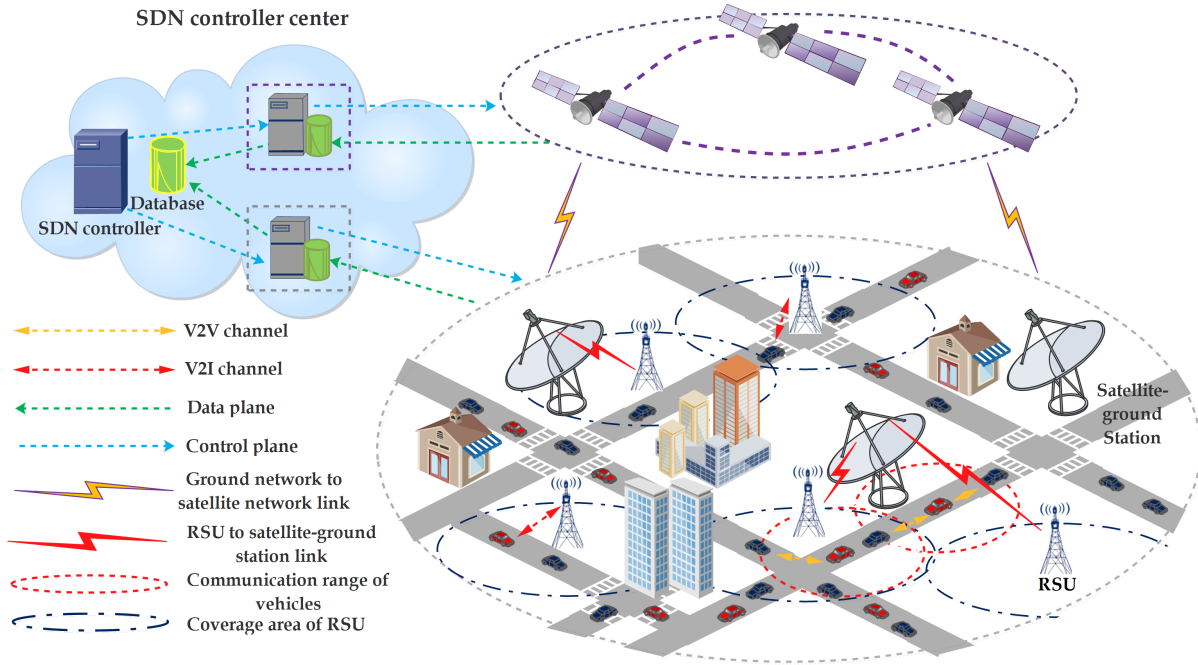 SDN controller center
Database
SDN controller
V2V channel
V2I channel
Data plane
Control plane
Ground network to
satellite network link
RSU to satellite-ground
station link
Communication range of
vehicles
Coverage area of RSU
Satellite-
ground
Station
RSU